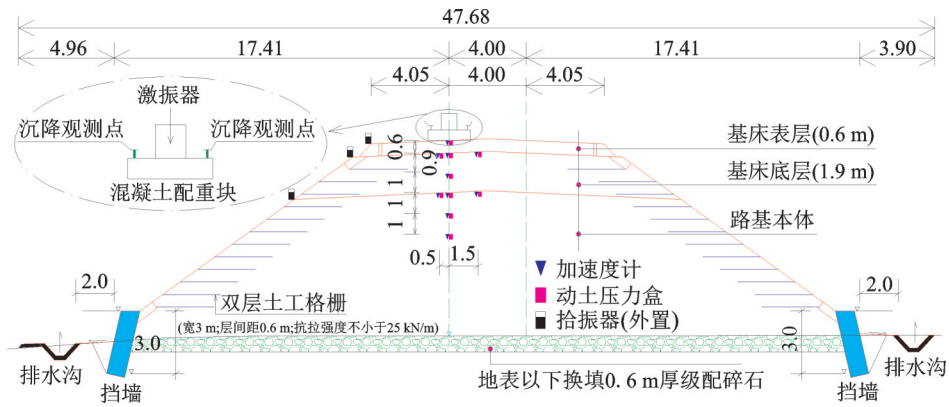 47.68
4.96 17.41 4.00 17.41 3.90
4.05 4.00 4.05
激振器
沉降观测点 沉降观测点
混凝土配重块
0.6
0.9
1
1
1
0.5 1.5
基床表层(0.6 m)
基床底层(1.9 m)
路基本体
加速度计
动土压力盒
拾振器(外置)
2.0 2.0
双层土工格栅
(宽3 m;层间距0.6 m;抗拉强度不小于25 kN/m)
3.0 3.0
排水沟 排水沟
挡墙 挡墙
地表以下换填0.6 m厚级配碎石